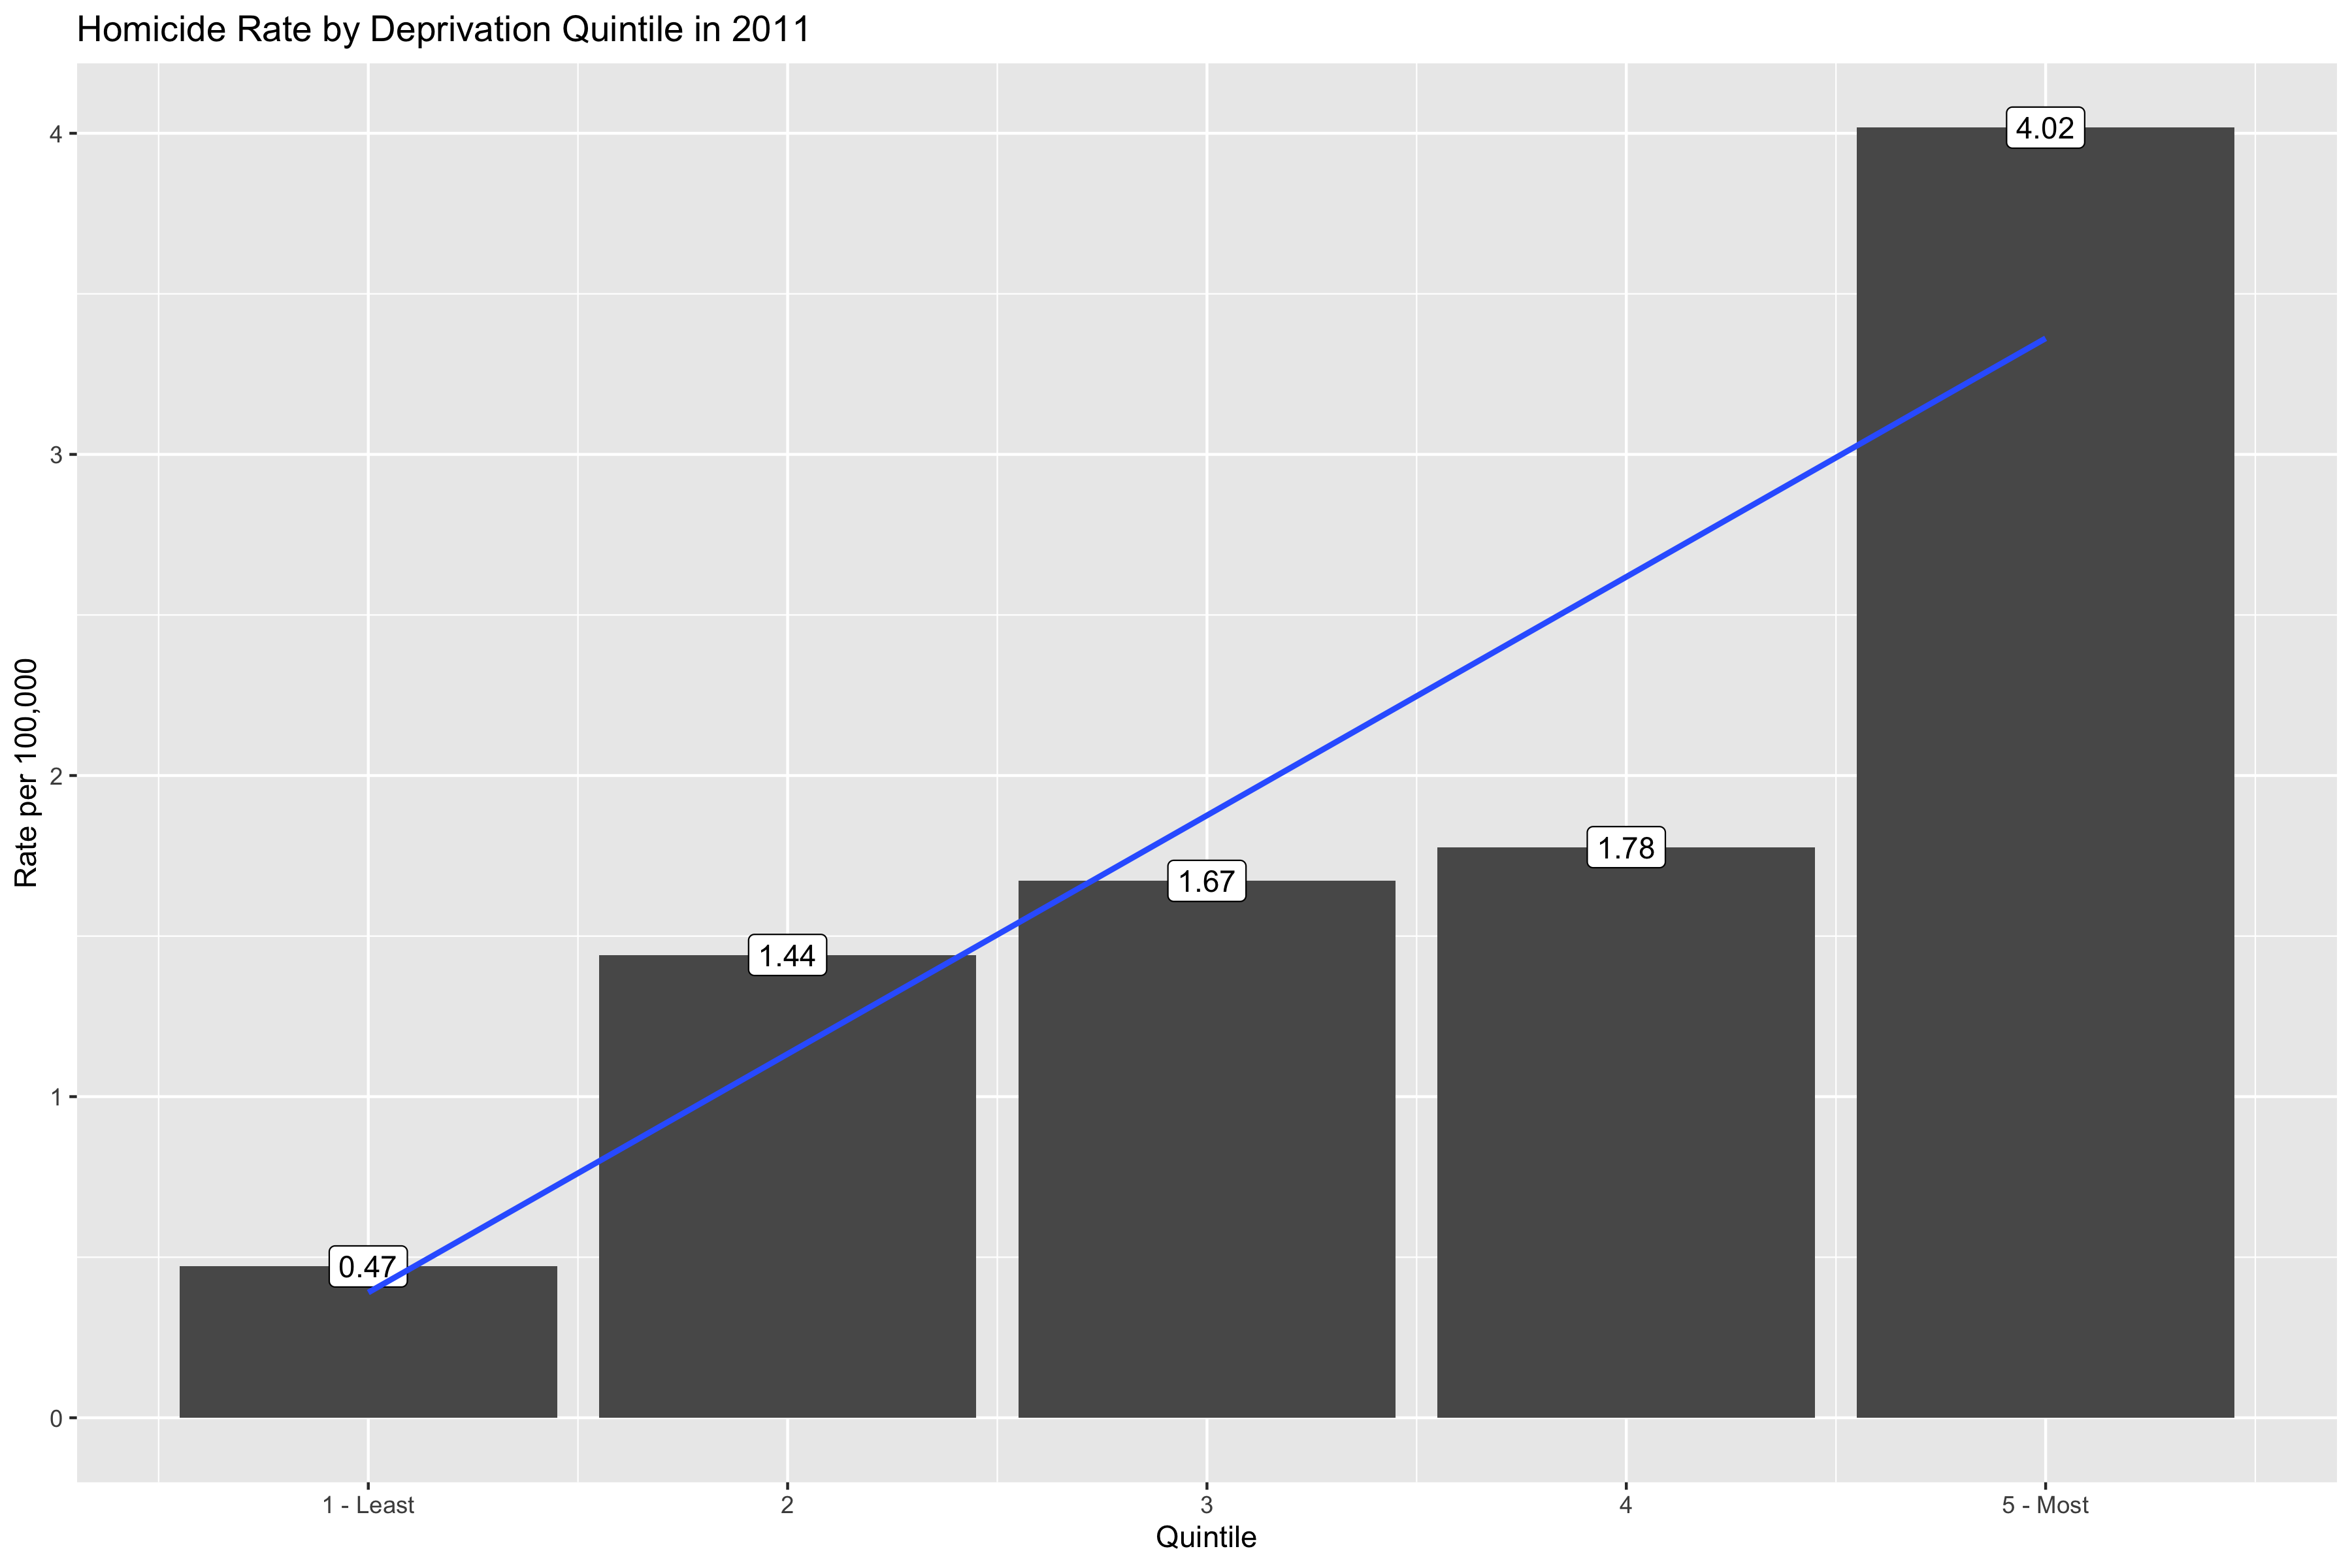 Homicide Rate by Deprivation Quintile in 2011
Rate per 100,000
4
3
2
1
0
0.47
1.44
1.67
1.78
4.02
1 - Least
2
3
4
5 - Most
Quintile